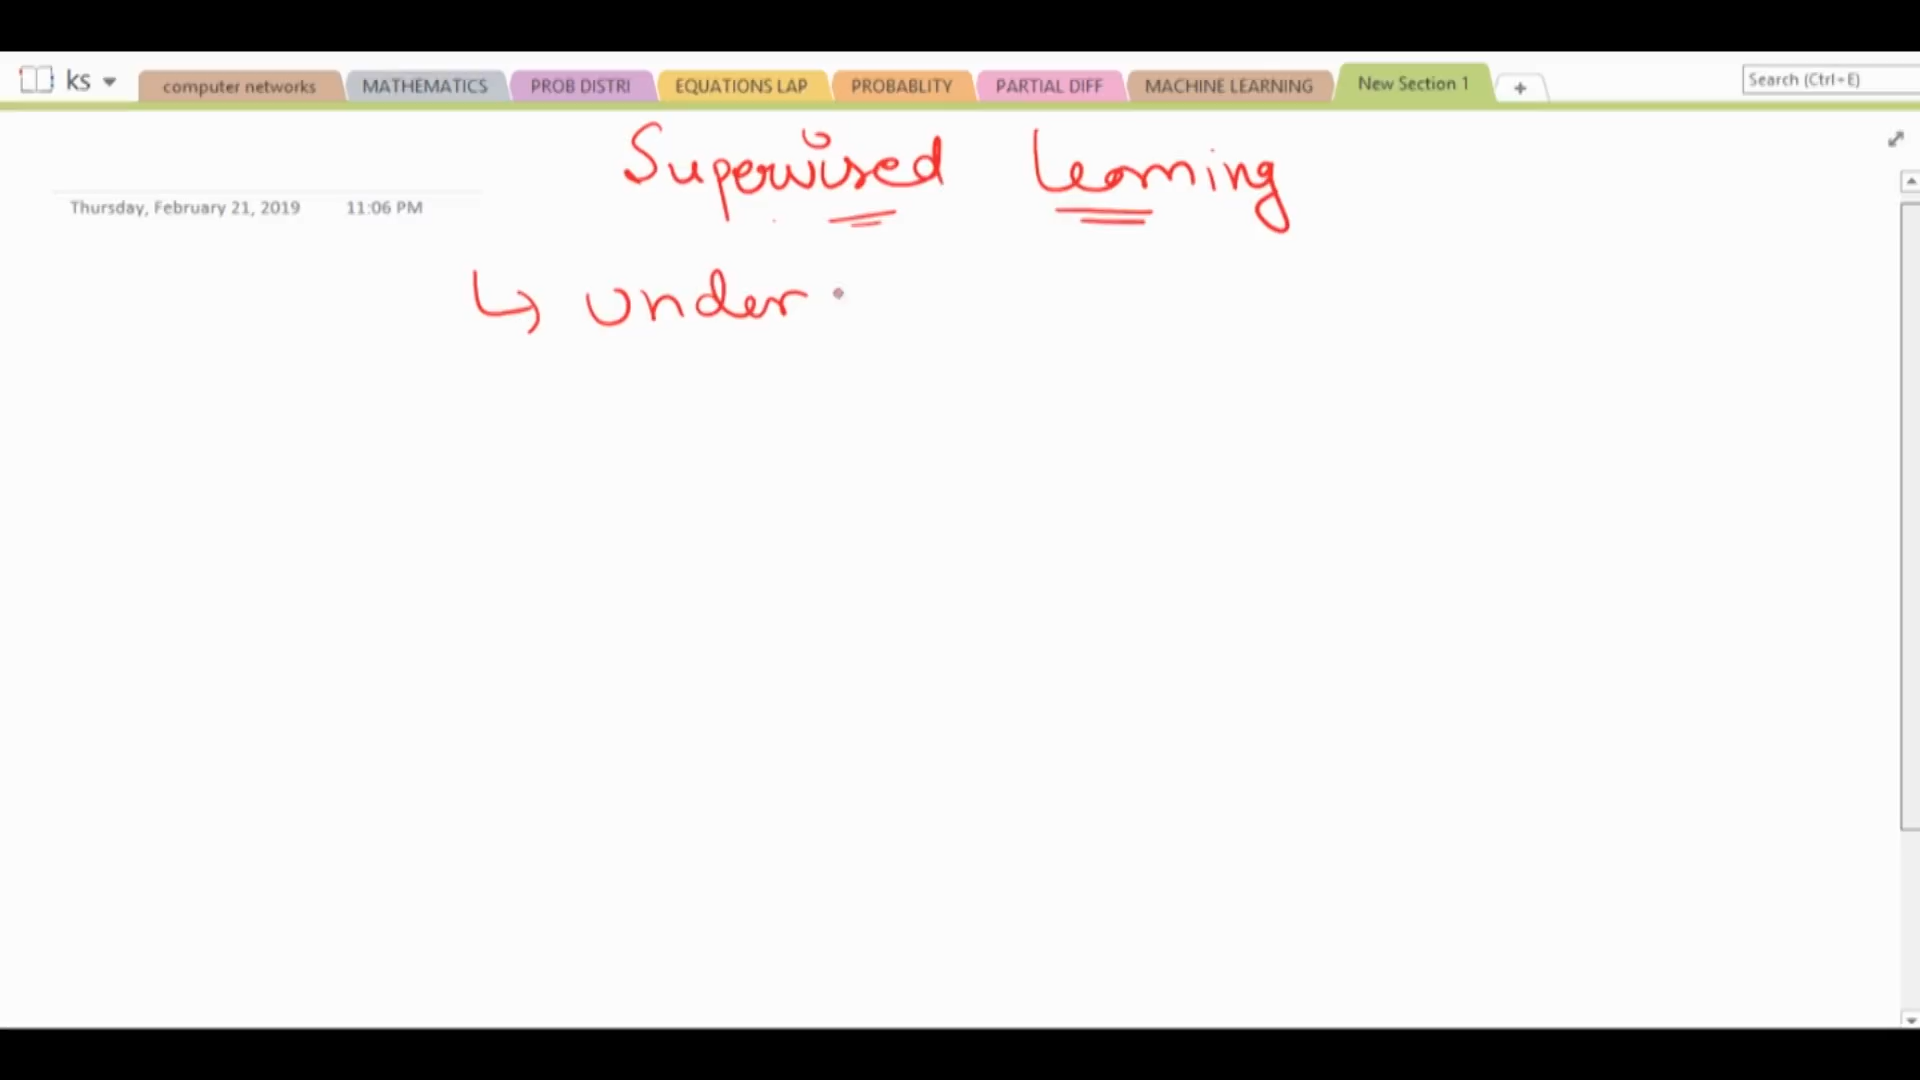 ks computer networks MATHEMATICS PROB DISTRI EQUATIONS LAP PROBABLITY PARTIAL DIFF MACHINE LEARNING New Section 1 + Search (Ctrl+E)
Supervised Learning
Thursday, February 21, 2019 11:06 PM
↳ under